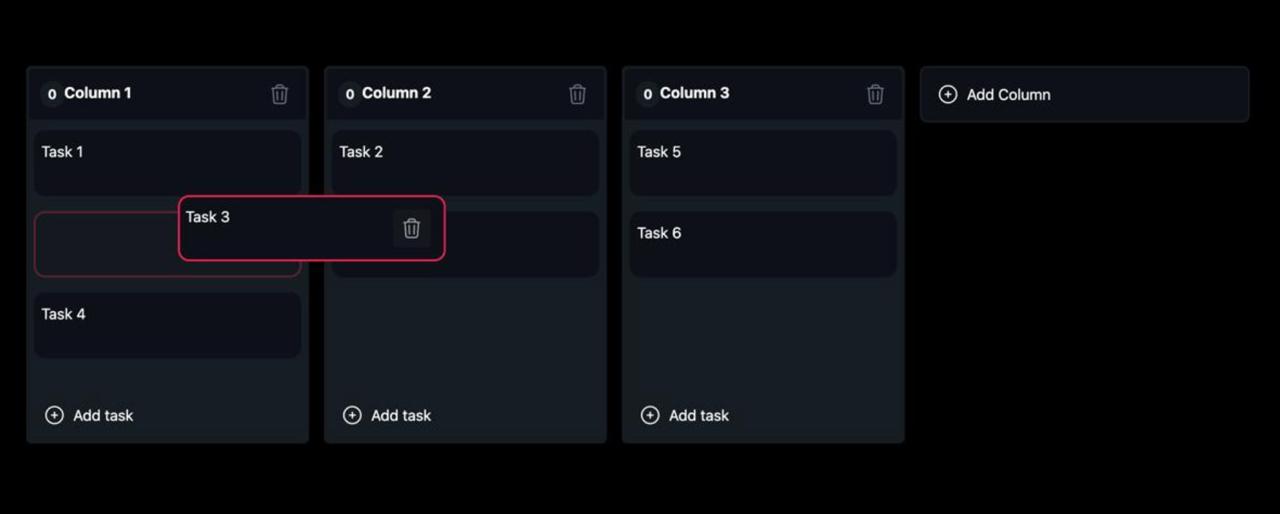 0 Column 1
Task 1
Task 4
Add task
0 Column 2
Task 2
Task 3
Add task
0 Column 3
Task 5
Task 6
Add task
Add Column